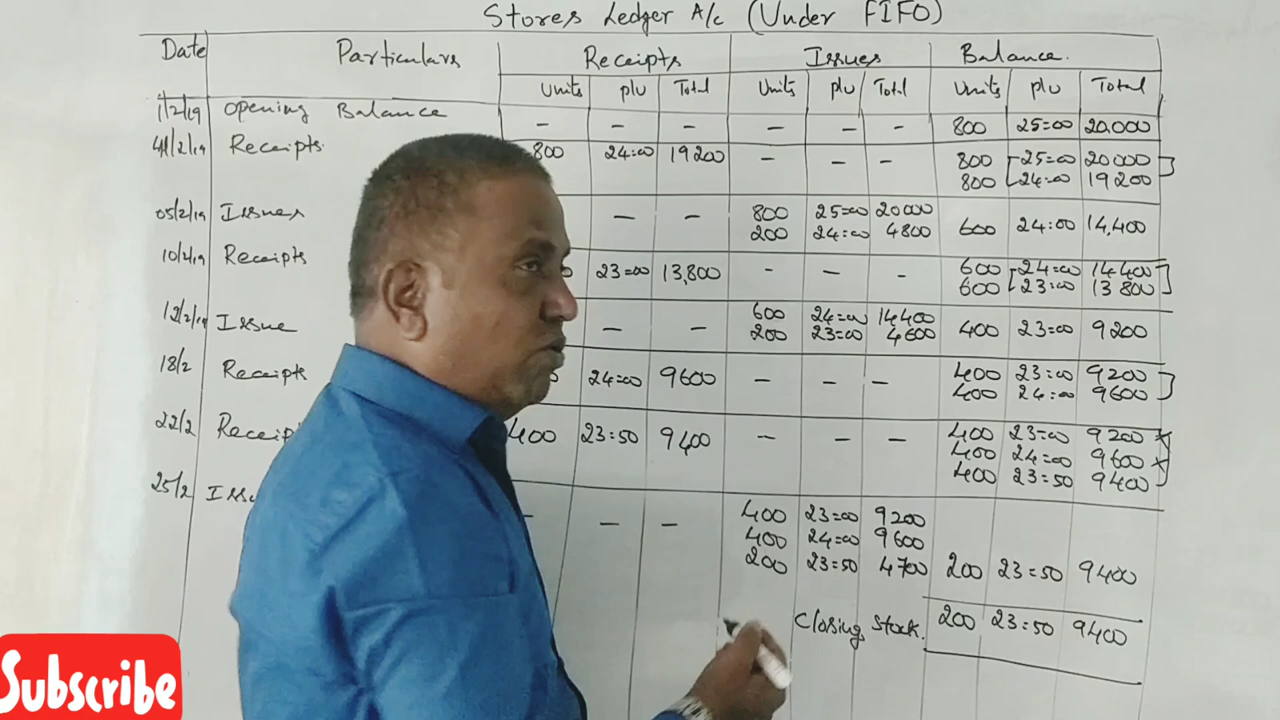 Stores Ledger A/c (Under FIFO)
Date Particulars Receipts Issues Balance.
Units p/u Total Units p/u Total Units p/u Total
1/2/19 Opening Balance - - - - - - 800 25=00 20.000
4/2/19 Receipts 800 24=00 19200 - - - 800 25=00 20000
800 24=00 19200
05/2/19 Issues - - 800 25=00 20000 600 24=00 14,400
200 24=00 4800
10/2/19 Receipts 23=00 13,800 - - - 600 24=00 14400
600 23=00 13800
12/2/19 Issue - - 600 24=00 14,400 400 23=00 9200
200 23=00 4600
18/2 Receipts 24=00 9600 - - - 400 23=00 9200
400 24=00 9600
22/2 400 23=50 9400 - - - 400 23=00 9200
400 24=00 9600
400 23=50 9400
25/2 - - - 400 23=00 9200
400 24=00 9600
200 23=50 4700 200 23=50 9400
Closing Stock. 200 23=50 9400
Subscribe